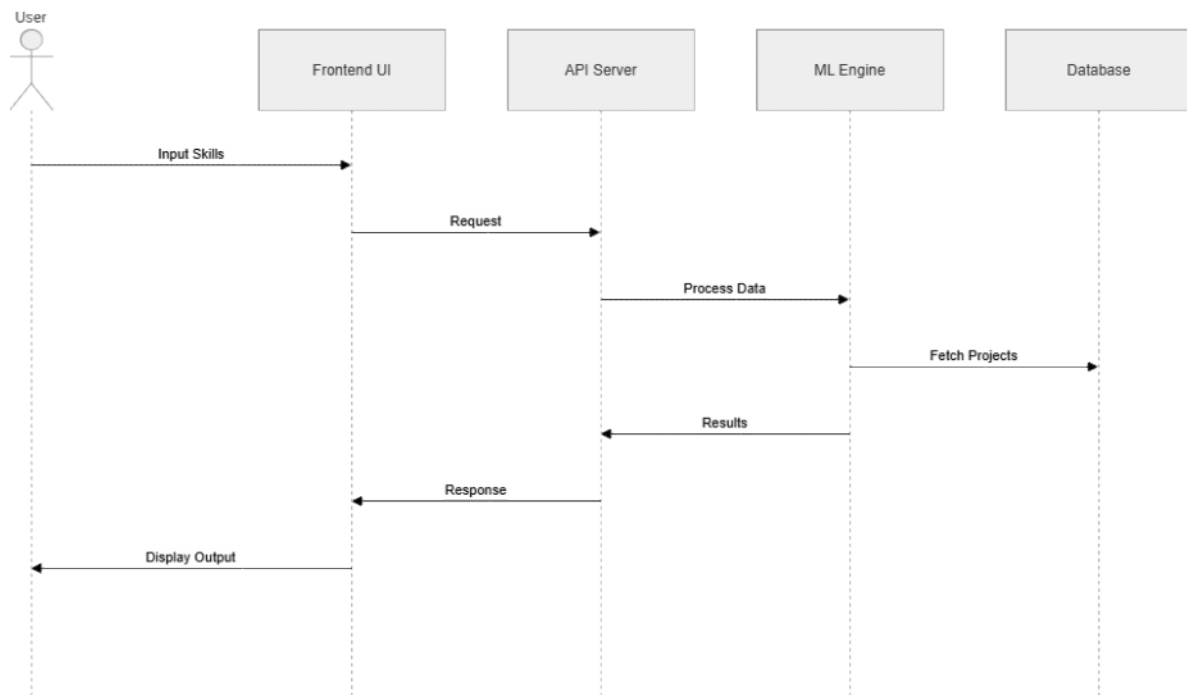 User
Frontend UI
API Server
ML Engine
Database
Input Skills
Request
Process Data
Fetch Projects
Results
Response
Display Output